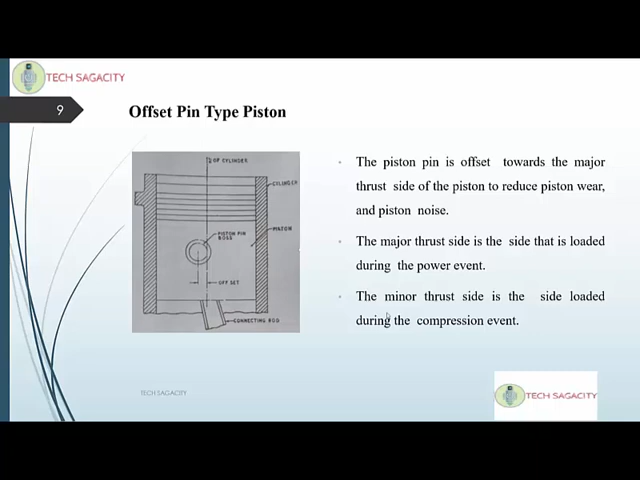 TECH SAGACITY
9
Offset Pin Type Piston
OF CYLINDER
CYLINDER
PISTON PIN
BOSS
OFF SET
CONNECTING ROD
• The piston pin is offset towards the major
thrust side of the piston to reduce piston wear,
and piston noise.
• The major thrust side is the side that is loaded
during the power event.
• The minor thrust side is the side loaded
during the compression event.
TECH SAGACITY
TECH SAGACITY